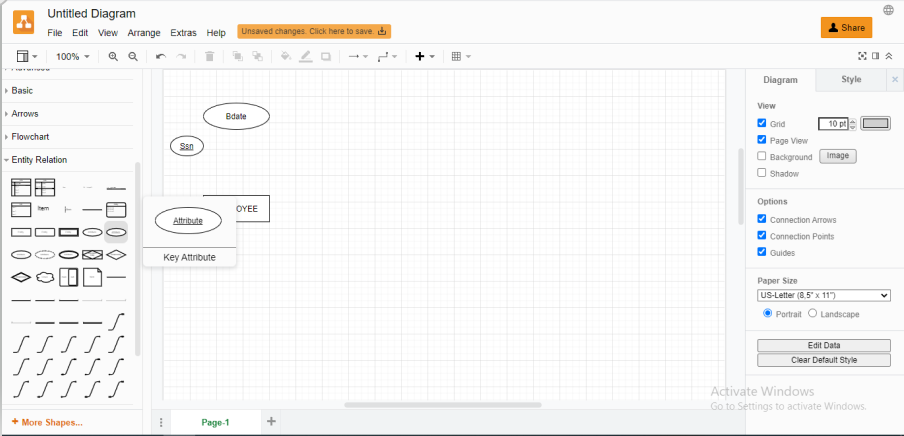 Untitled Diagram
File Edit View Arrange Extras Help
Unsaved changes. Click here to save.
Share
100%
Advanced
Basic
Arrows
Flowchart
Entity Relation
Item
Bdate
Ssn
OYEE
Attribute
Key Attribute
Diagram Style
View
Grid 10 pt
Page View
Background Image
Shadow
Options
Connection Arrows
Connection Points
Guides
Paper Size
US-Letter (8,5" x 11")
Portrait Landscape
Edit Data
Clear Default Style
Activate Windows
Go to Settings to activate Windows.
+ More Shapes...
Page-1